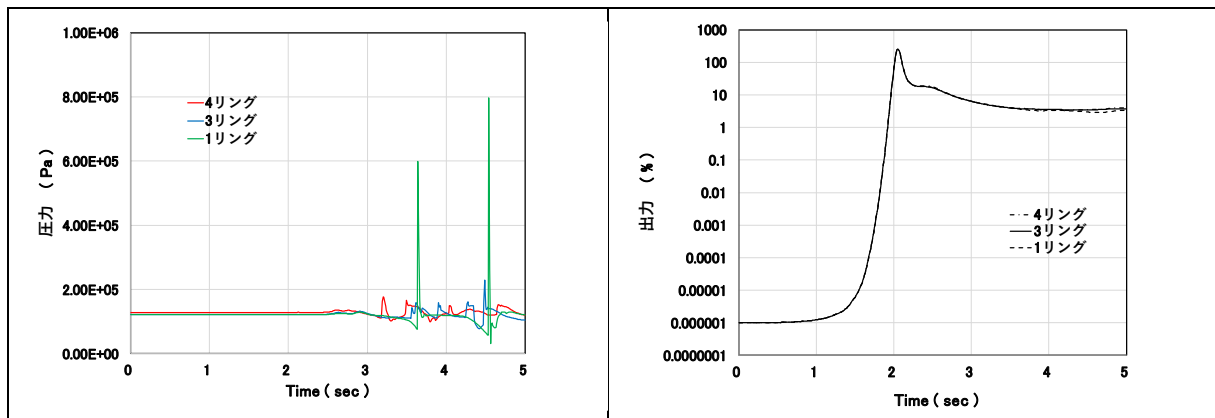 1.00E+06
8.00E+05
6.00E+05
4.00E+05
2.00E+05
0.00E+00
圧力 (Pa)
4リング
3リング
1リング
0 1 2 3 4 5
Time ( sec )
1000
100
10
1
0.1
0.01
0.001
0.0001
0.00001
0.000001
0.0000001
出力 (%)
4リング
3リング
1リング
0 1 2 3 4 5
Time ( sec )